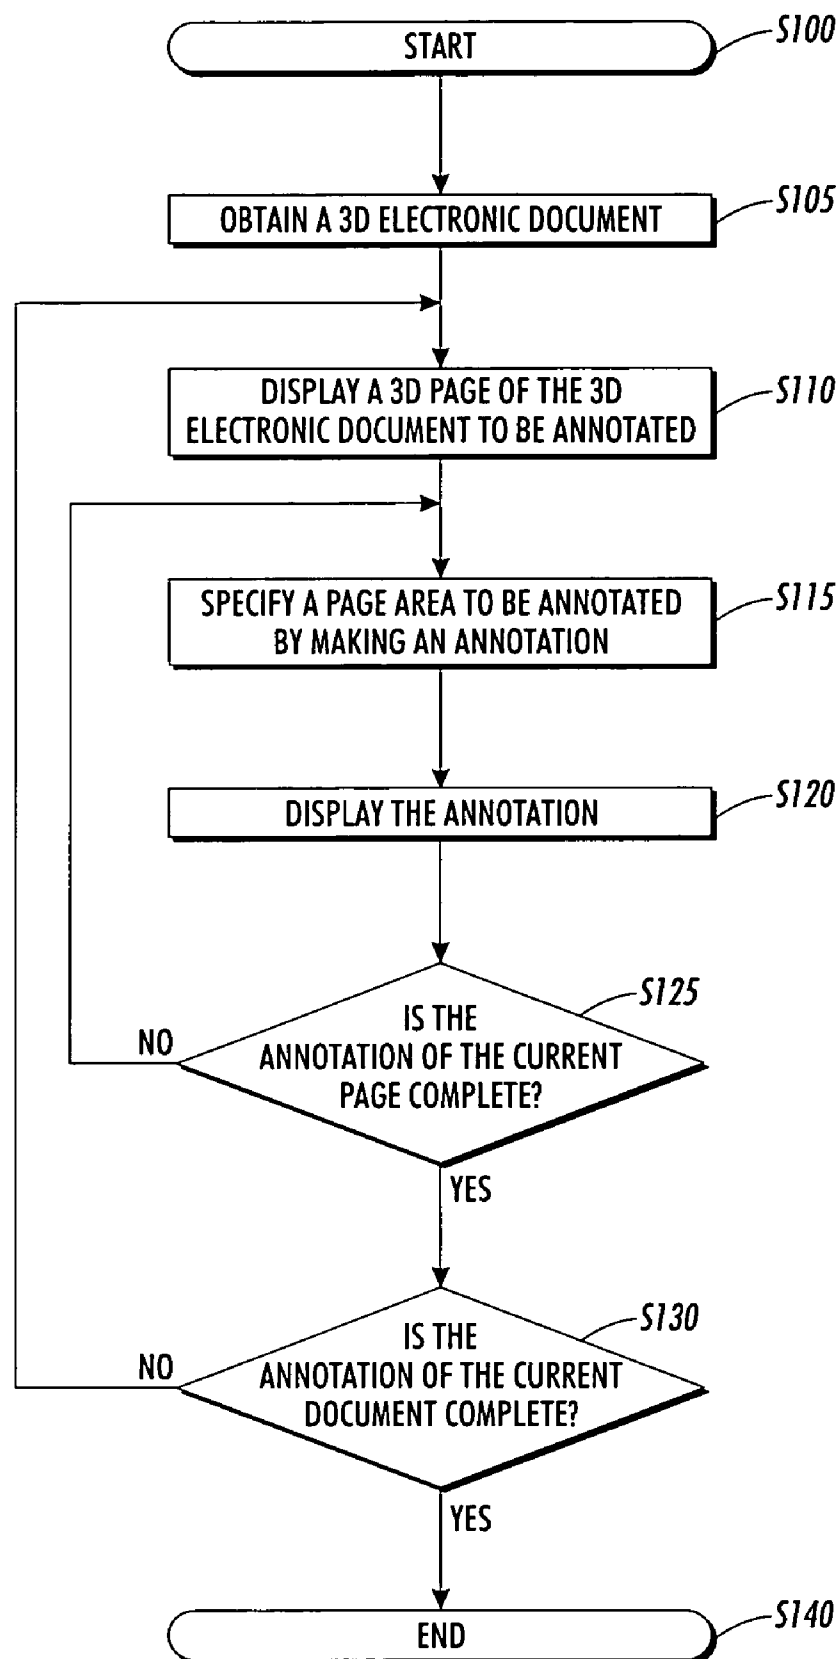 START
S100
OBTAIN A 3D ELECTRONIC DOCUMENT
S105
DISPLAY A 3D PAGE OF THE 3D
ELECTRONIC DOCUMENT TO BE ANNOTATED
S110
SPECIFY A PAGE AREA TO BE ANNOTATED
BY MAKING AN ANNOTATION
S115
DISPLAY THE ANNOTATION
S120
IS THE
ANNOTATION OF THE CURRENT
PAGE COMPLETE?
S125
NO
YES
IS THE
ANNOTATION OF THE CURRENT
DOCUMENT COMPLETE?
S130
NO
YES
END
S140